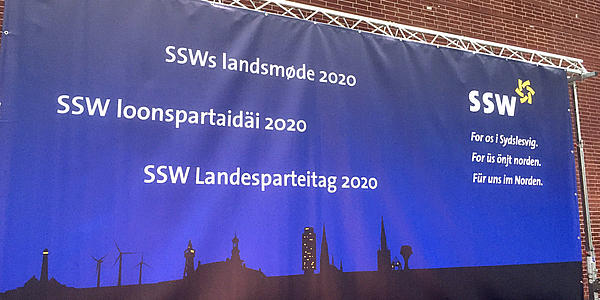 SSWs landsmøde 2020
SSW loonspartaidäi 2020
SSW Landesparteitag 2020
SSW
For os i Sydslesvig.
For üs önjt norden.
Für uns im Norden.